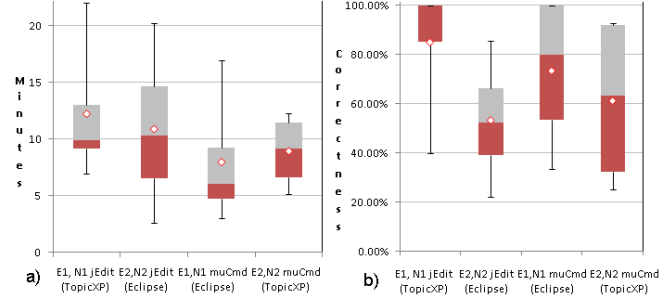 20
15
10
5
0
Minutes
E1, N1 jEdit
(TopicXP)
E2,N2 jEdit
(Eclipse)
E1,N1 muCmd
(Eclipse)
E2,N2 muCmd
(TopicXP)
a)
100.00%
80.00%
60.00%
40.00%
20.00%
0.00%
Correctness
E1, N1 jEdit
(TopicXP)
E2,N2 jEdit
(Eclipse)
E1,N1 muCmd
(Eclipse)
E2,N2 muCmd
(TopicXP)
b)